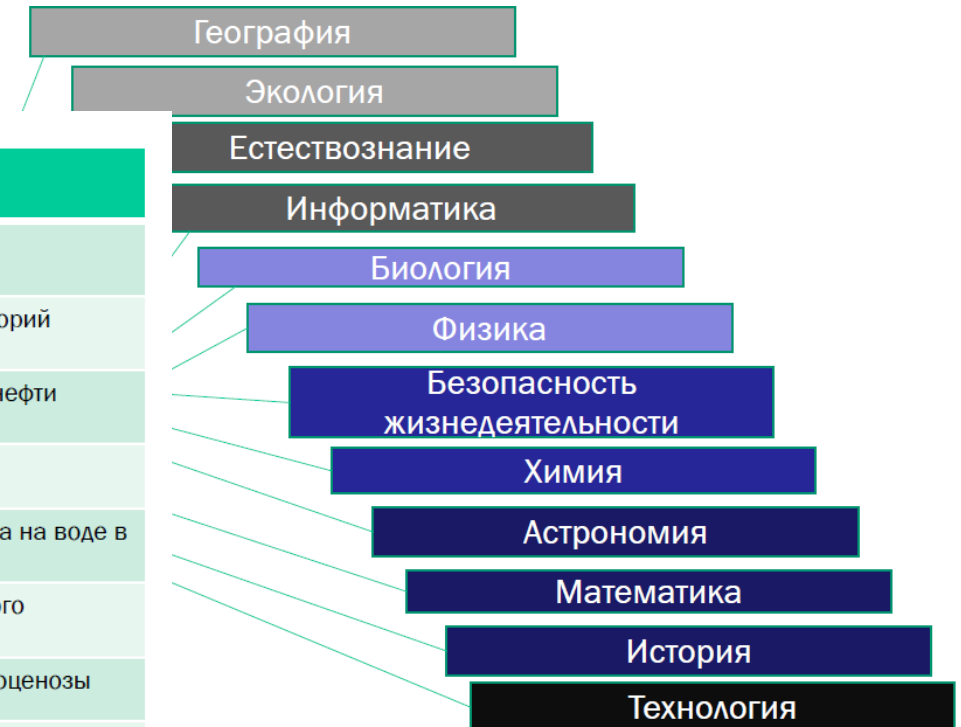 География
Экология
Естествознание
Информатика
Биология
Физика
Безопасность
жизнедеятельности
Химия
Астрономия
Математика
История
Технология
орий
нефти
а на воде в
ого
оценозы